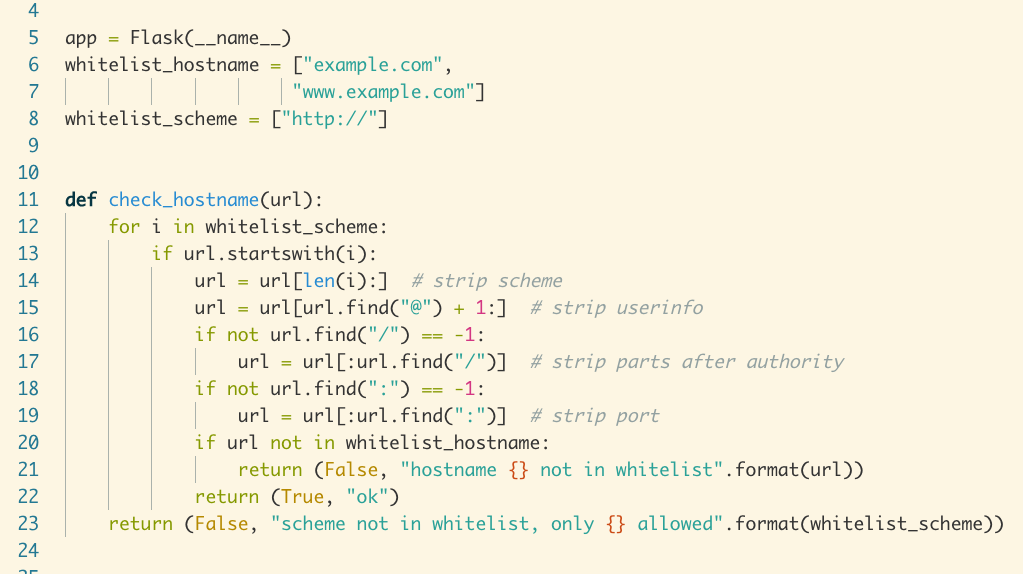 4
5 app = Flask(__name__)
6 whitelist_hostname = ["example.com",
7                      "www.example.com"]
8 whitelist_scheme = ["http://"]
9
10
11 def check_hostname(url):
12     for i in whitelist_scheme:
13         if url.startswith(i):
14             url = url[len(i):]  # strip scheme
15             url = url[url.find("@") + 1:]  # strip userinfo
16             if not url.find("/") == -1:
17                 url = url[:url.find("/")]  # strip parts after authority
18             if not url.find(":") == -1:
19                 url = url[:url.find(":")]  # strip port
20             if url not in whitelist_hostname:
21                 return (False, "hostname {} not in whitelist".format(url))
22             return (True, "ok")
23     return (False, "scheme not in whitelist, only {} allowed".format(whitelist_scheme))
24